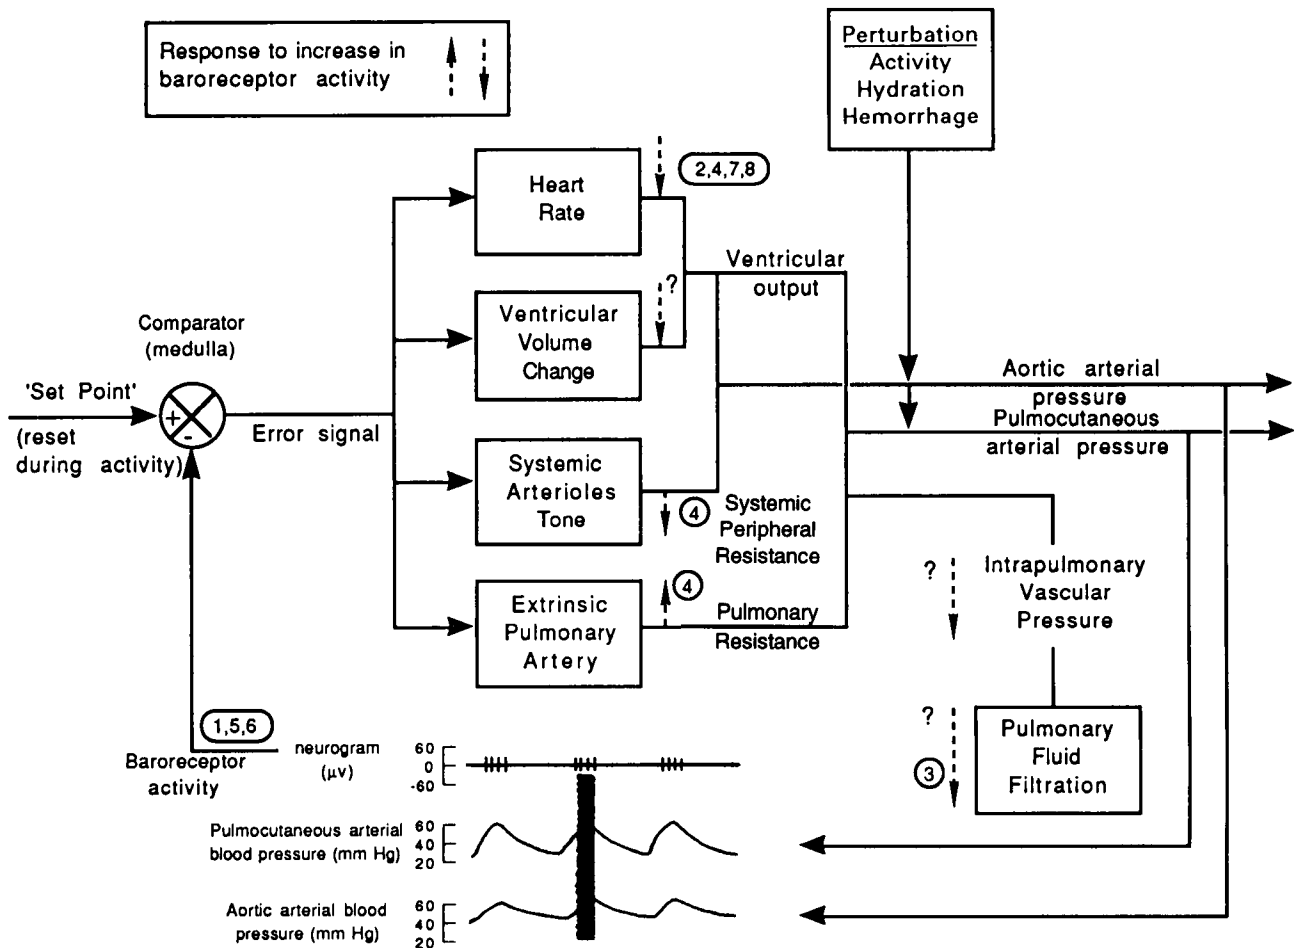 Response to increase in
baroreceptor activity
Perturbation
Activity
Hydration
Hemorrhage
Heart
Rate
2,4,7,8
Ventricular
output
?
Ventricular
Volume
Change
Comparator
(medulla)
'Set Point'
+
-
(reset
during activity)
Error signal
Aortic arterial
pressure
Pulmocutaneous
arterial pressure
Systemic
Arterioles
Tone
4
Systemic
Peripheral
Resistance
Extrinsic
Pulmonary
Artery
4
Pulmonary
Resistance
?
Intrapulmonary
Vascular
Pressure
?
3
Pulmonary
Fluid
Filtration
1,5,6
Baroreceptor
activity
neurogram
(µv)
60
0
-60
Pulmocutaneous arterial
blood pressure (mm Hg)
60
40
20
Aortic arterial blood
pressure (mm Hg)
60
40
20